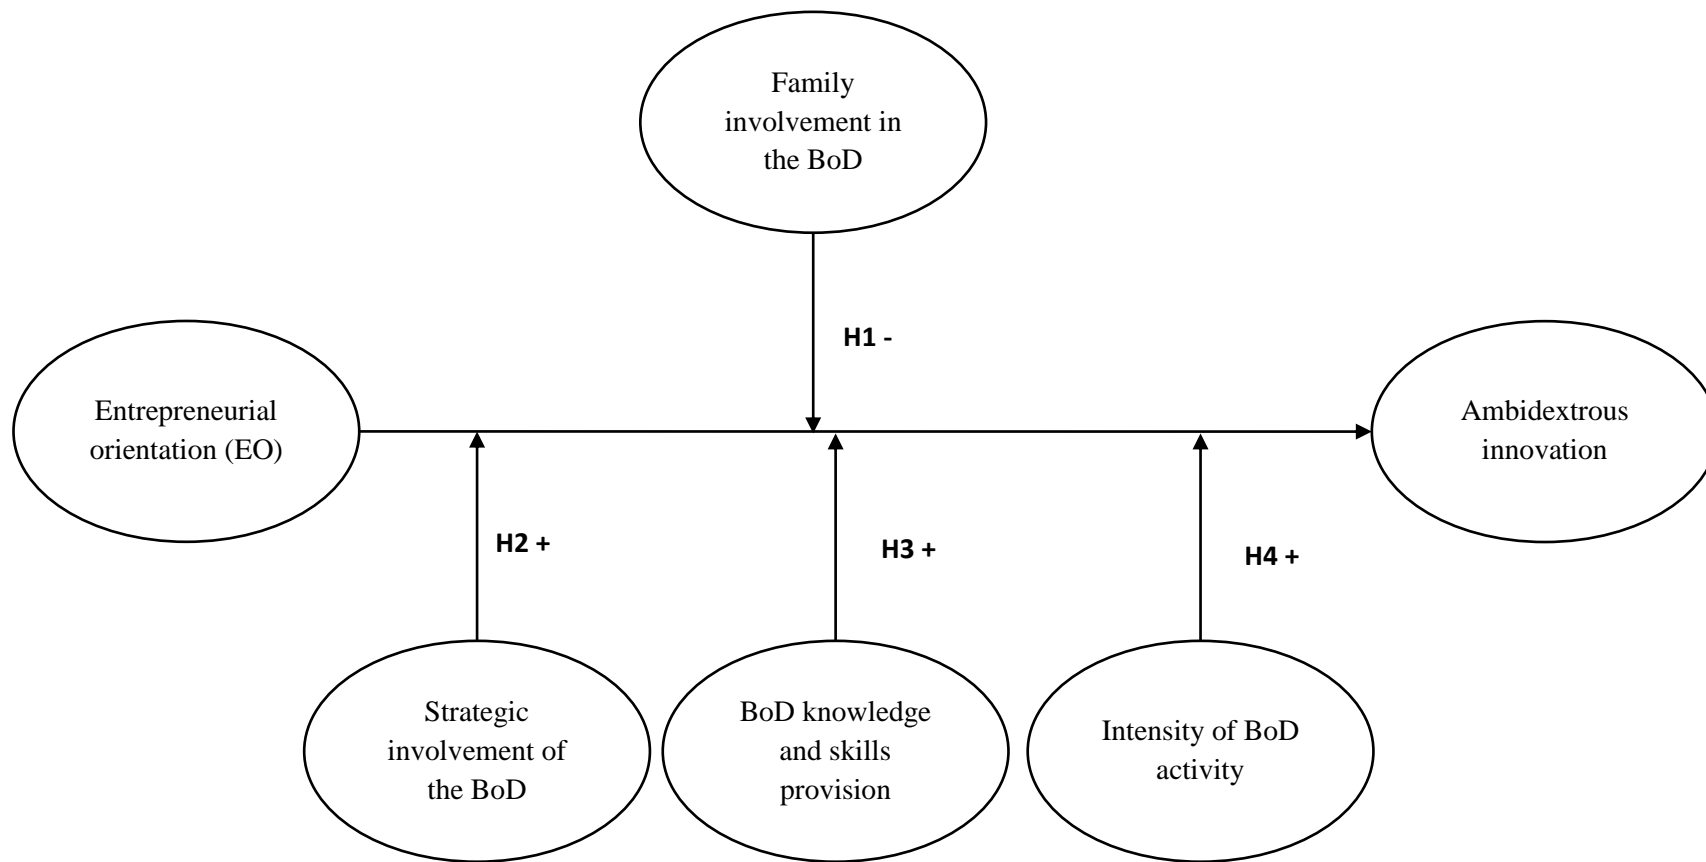 Family
involvement in
the BoD
H1 -
Entrepreneurial
orientation (EO)
Ambidextrous
innovation
H2 +
H3 +
H4 +
Strategic
involvement of
the BoD
BoD knowledge
and skills
provision
Intensity of BoD
activity